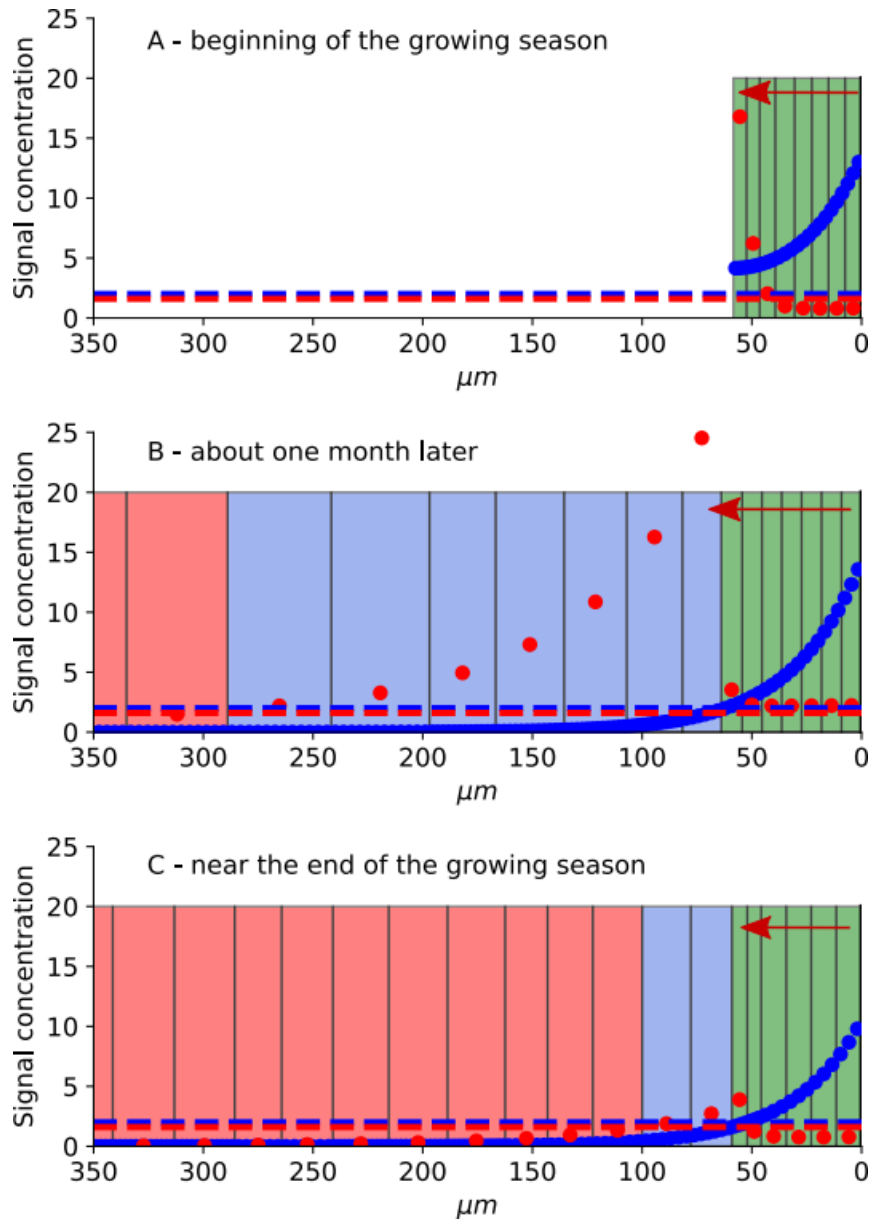 A - beginning of the growing season
25
20
15
10
5
0
Signal concentration
350 300 250 200 150 100 50 0
μm
B - about one month later
25
20
15
10
5
0
Signal concentration
350 300 250 200 150 100 50 0
μm
C - near the end of the growing season
25
20
15
10
5
0
Signal concentration
350 300 250 200 150 100 50 0
μm